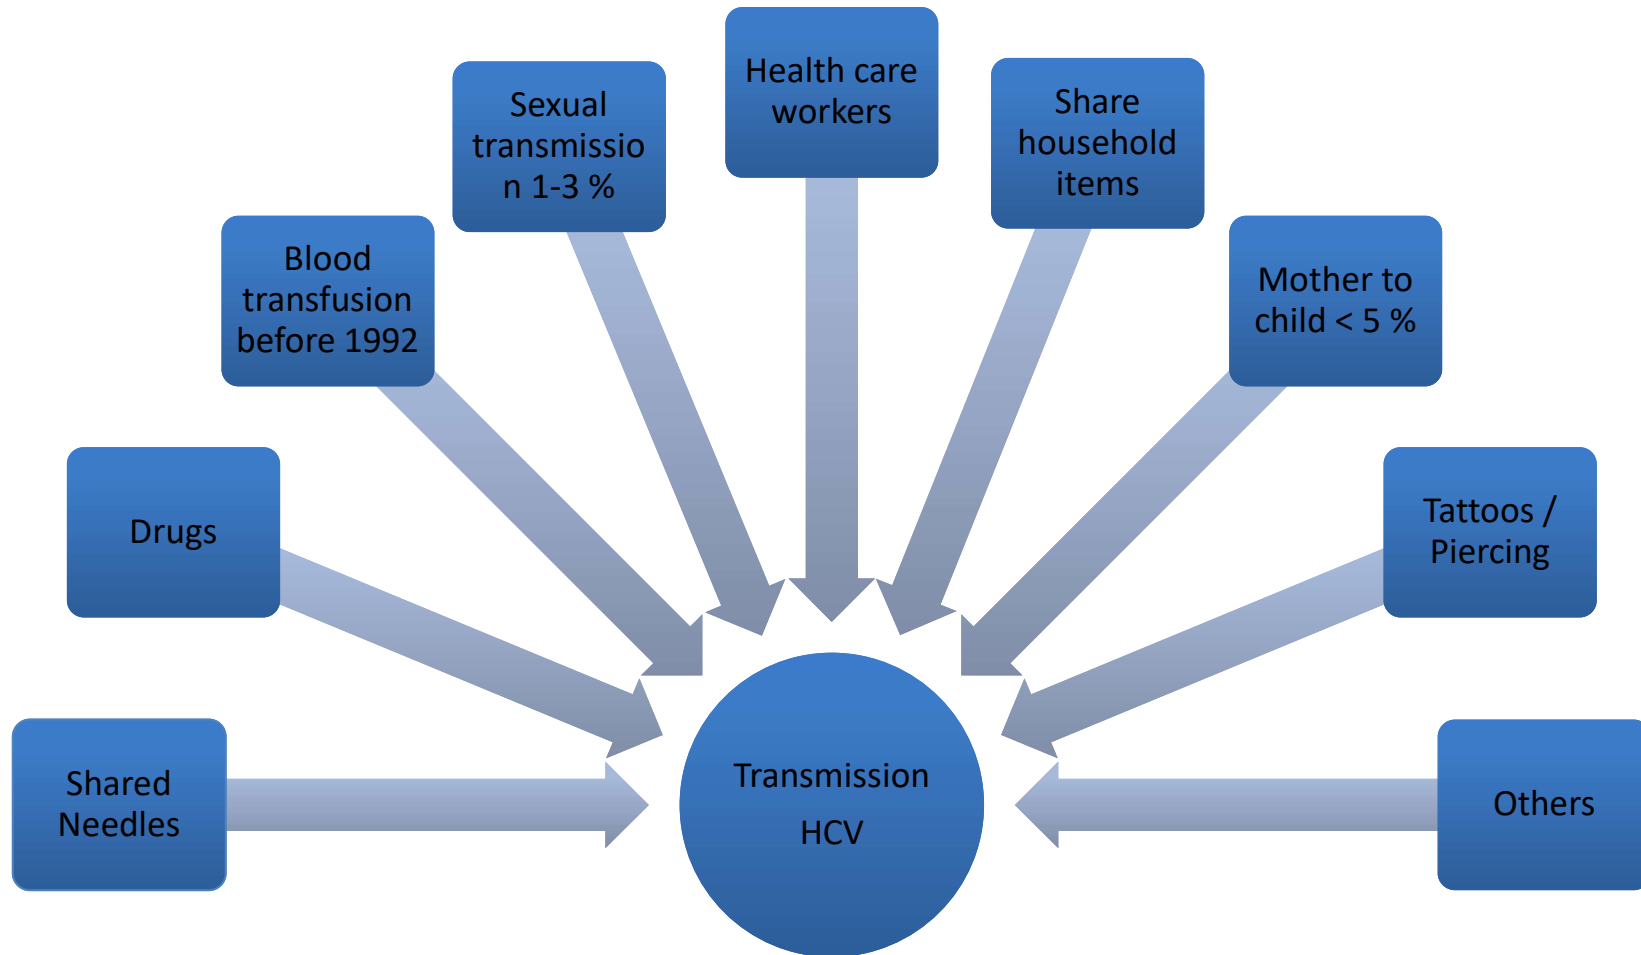 Health care
workers
Sexual
transmissio
n 1-3 %
Share
household
items
Blood
transfusion
before 1992
Mother to
child < 5 %
Drugs
Tattoos /
Piercing
Shared
Needles
Transmission
HCV
Others